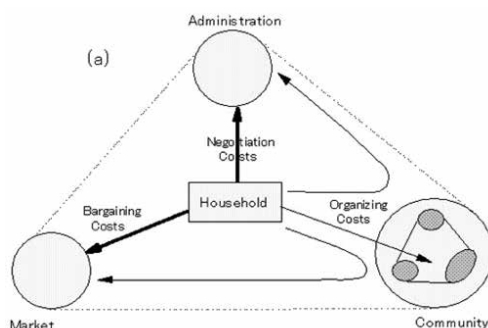 Administration
(a)
Negotiation
Costs
Household
Bargaining
Costs
Organizing
Costs
Market
Community